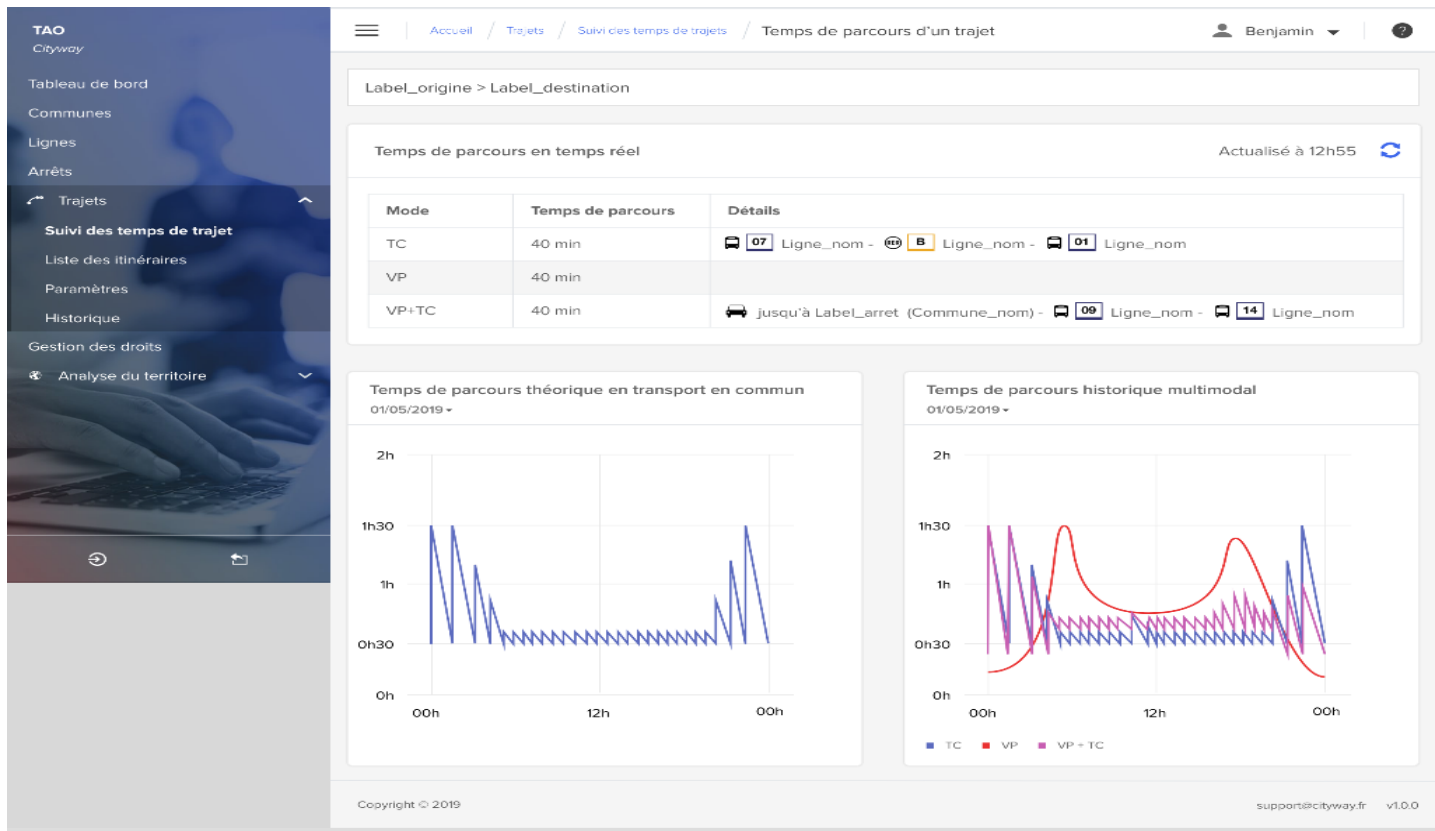 TAO
Cityway
Tableau de bord
Communes
Lignes
Arrêts
Trajets
Suivi des temps de trajet
Liste des itinéraires
Paramètres
Historique
Gestion des droits
Analyse du territoire
Accueil / Trajets / Suivi des temps de trajets / Temps de parcours d'un trajet
Benjamin
?
Label_origine > Label_destination
Temps de parcours en temps réel
Actualisé à 12h55
Mode Temps de parcours Détails
TC 40 min 07 Ligne_nom - RER B Ligne_nom - 01 Ligne_nom
VP 40 min
VP+TC 40 min jusqu'à Label_arret (Commune_nom) - 09 Ligne_nom - 14 Ligne_nom
Temps de parcours théorique en transport en commun
01/05/2019
2h
1h30
1h
0h30
0h
00h 12h 00h
Temps de parcours historique multimodal
01/05/2019
2h
1h30
1h
0h30
0h
00h 12h 00h
TC VP VP + TC
Copyright © 2019
support@cityway.fr v1.0.0